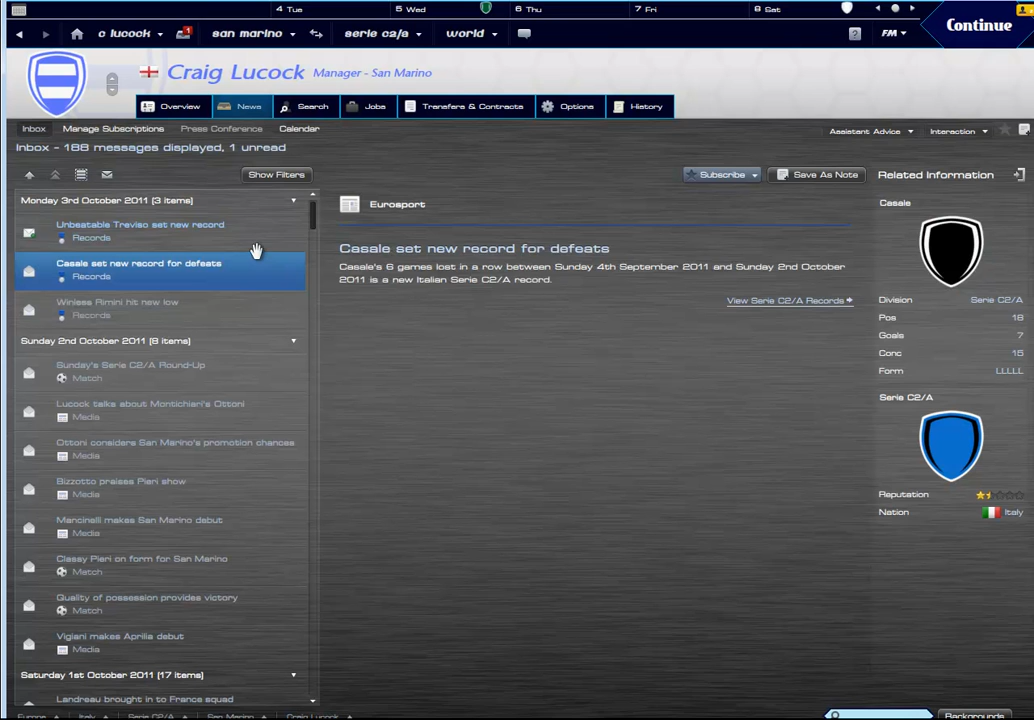 4 Tue
5 Wed
6 Thu
7 Fri
8 Sat
Continue
c lucock
1
san marino
serie c2/a
world
?
FM
Craig Lucock Manager - San Marino
Overview
News
Search
Jobs
Transfers & Contracts
Options
History
Inbox
Manage Subscriptions
Press Conference
Calendar
Assistant Advice
Interaction
Inbox - 188 messages displayed, 1 unread
Show Filters
Subscribe
Save As Note
Related Information
Monday 3rd October 2011 (3 items)
Unbeatable Treviso set new record
Records
Casale set new record for defeats
Records
Winless Rimini hit new low
Records
Sunday 2nd October 2011 (8 items)
Sunday's Serie C2/A Round-Up
Match
Lucock talks about Montichiari's Ottoni
Media
Ottoni considers San Marino's promotion chances
Media
Bizzotto praises Pieri show
Media
Mancinelli makes San Marino debut
Media
Classy Pieri on form for San Marino
Match
Quality of possession provides victory
Match
Vigiani makes Aprilia debut
Media
Saturday 1st October 2011 (17 items)
Landreau brought in to France squad
Eurosport
Casale set new record for defeats
Casale's 6 games lost in a row between Sunday 4th September 2011 and Sunday 2nd October
2011 is a new Italian Serie C2/A record.
View Serie C2/A Records
Casale
Division Serie C2/A
Pos 18
Goals 7
Conc 15
Form LLLLL
Serie C2/A
Reputation
Nation Italy
Europe
Italy
Serie C2/A
San Marino
Craig Lucock
Backgrounds